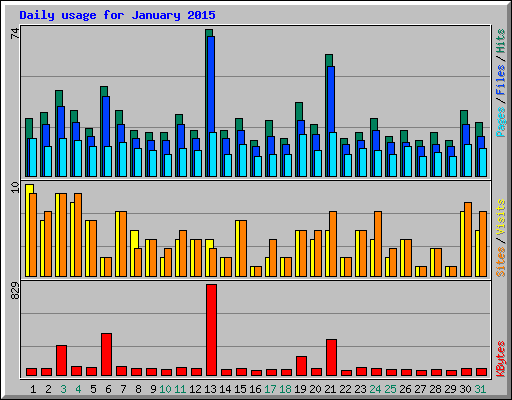 Daily usage for January 2015
74
Pages / Files / Hits
10
Sites / Visits
829
KBytes
1 2 3 4 5 6 7 8 9 10 11 12 13 14 15 16 17 18 19 20 21 22 23 24 25 26 27 28 29 30 31